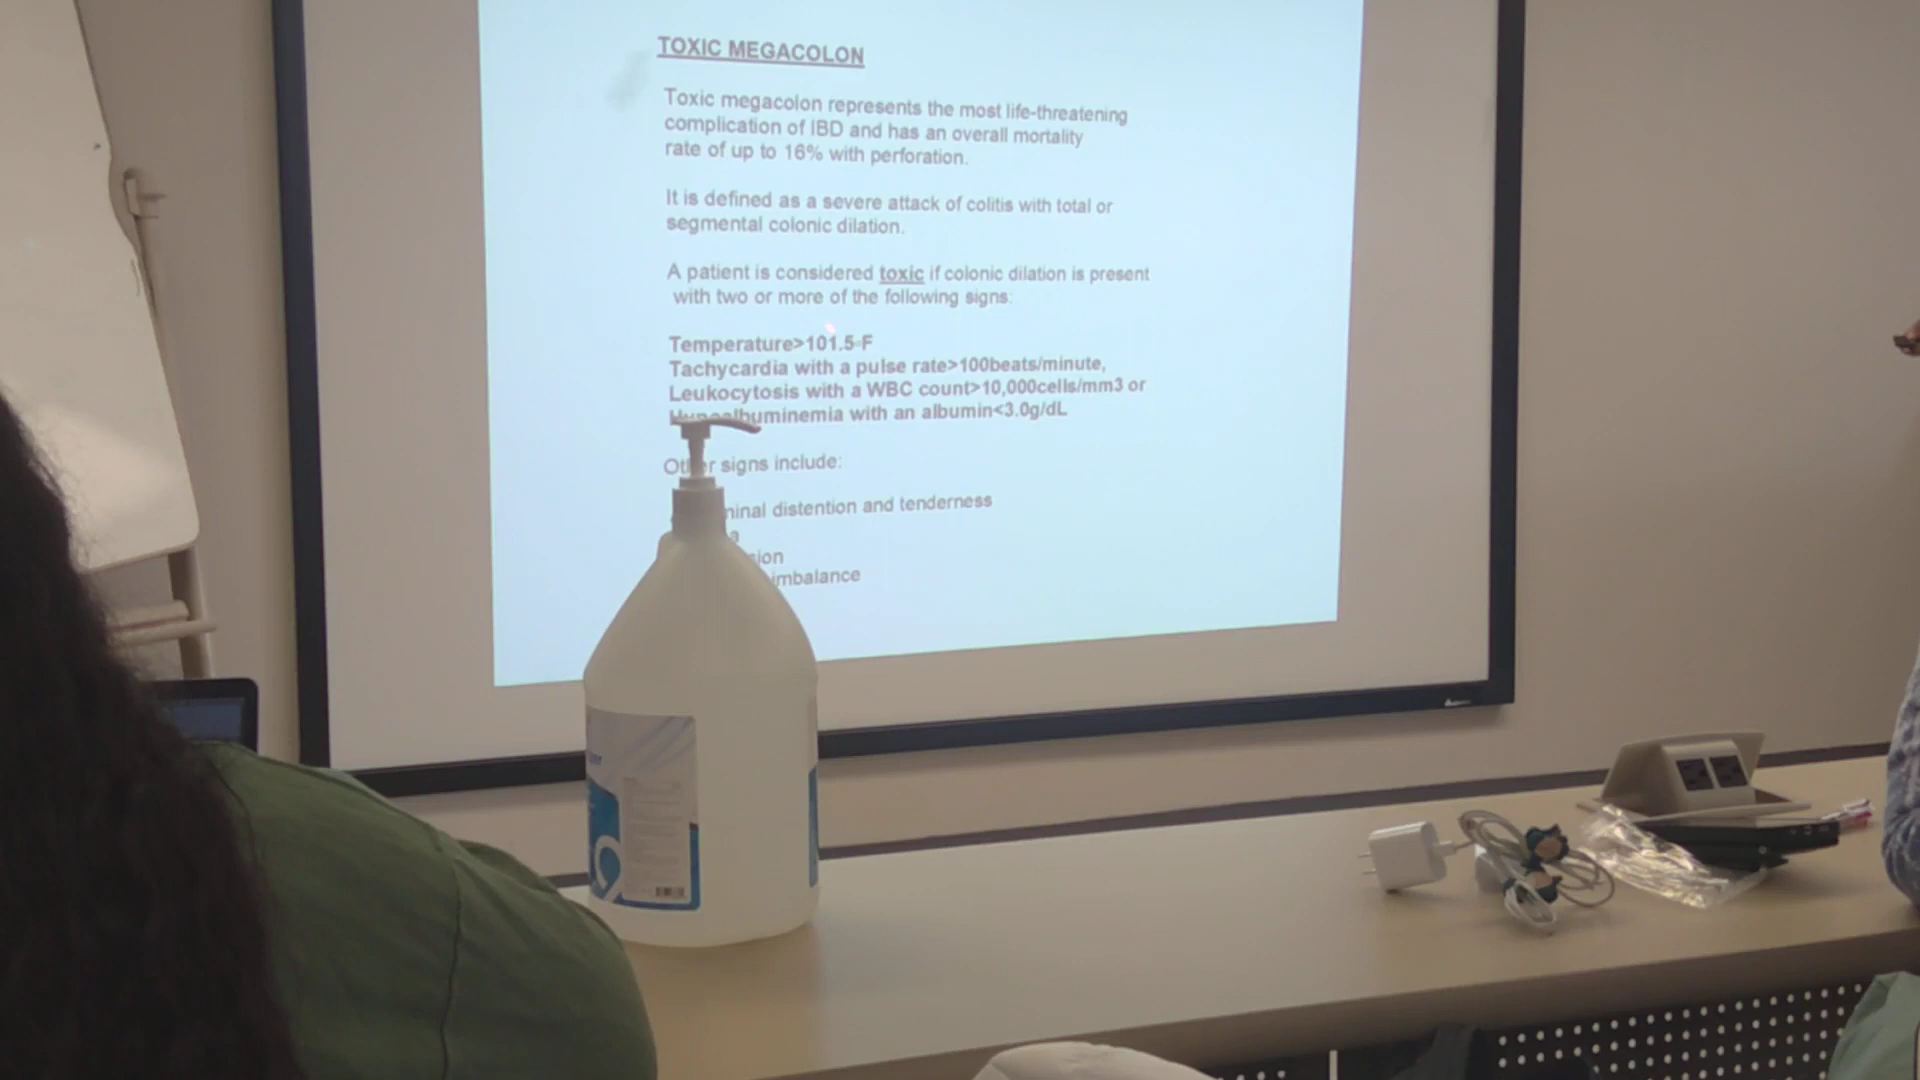 TOXIC MEGACOLON
Toxic megacolon represents the most life-threatening
complication of IBD and has an overall mortality
rate of up to 16% with perforation.
It is defined as a severe attack of colitis with total or
segmental colonic dilation.
A patient is considered toxic if colonic dilation is present
with two or more of the following signs:
Temperature>101.5 F
Tachycardia with a pulse rate>100beats/minute,
Leukocytosis with a WBC count>10,000cells/mm3 or
Hypoalbuminemia with an albumin<3.0g/dL
Other signs include:
distention and tenderness
imbalance